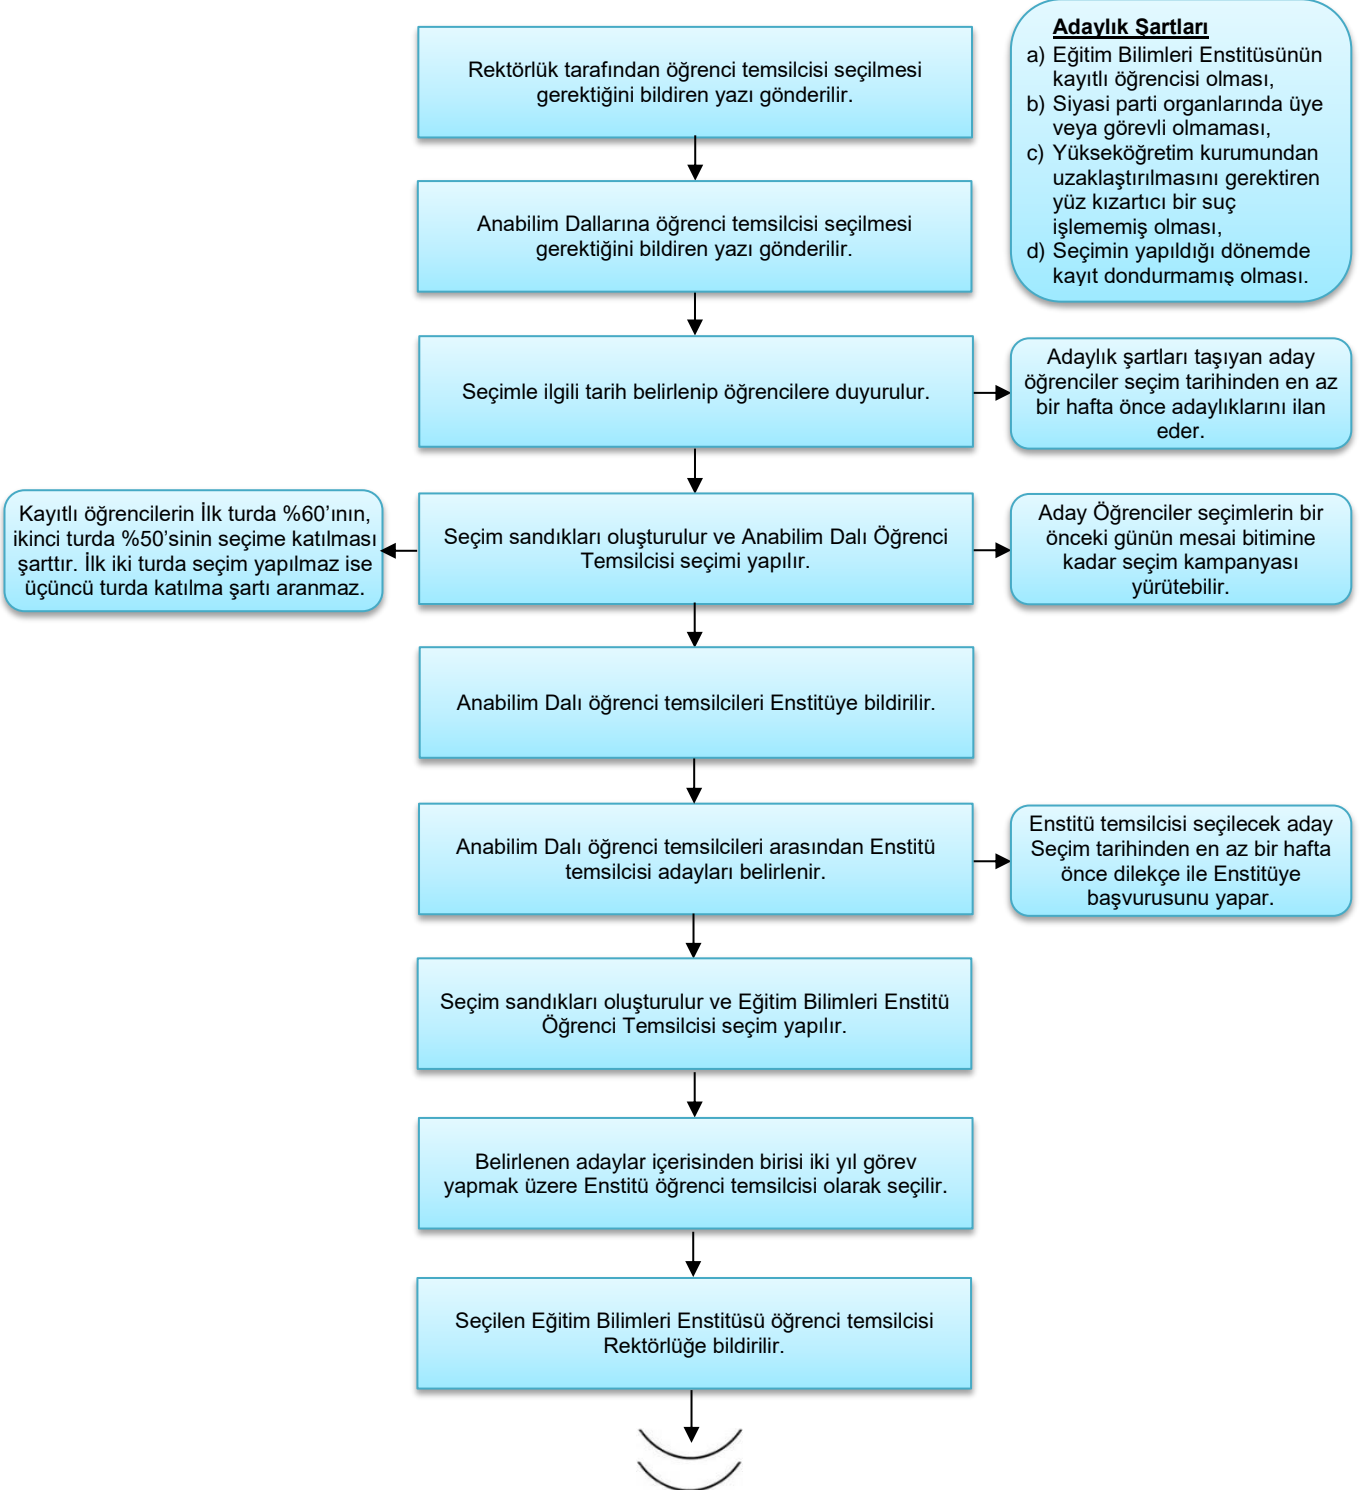 Rektörlük tarafından öğrenci temsilcisi seçilmesi
gerektiğini bildiren yazı gönderilir.
Adaylık Şartları
a) Eğitim Bilimleri Enstitüsünün
kayıtlı öğrencisi olması,
b) Siyasi parti organlarında üye
veya görevli olmaması,
c) Yükseköğretim kurumundan
uzaklaştırılmasını gerektiren
yüz kızartıcı bir suç
işlememiş olması,
d) Seçimin yapıldığı dönemde
kayıt dondurmamış olması.
Anabilim Dallarına öğrenci temsilcisi seçilmesi
gerektiğini bildiren yazı gönderilir.
Seçimle ilgili tarih belirlenip öğrencilere duyurulur.
Adaylık şartları taşıyan aday
öğrenciler seçim tarihinden en az
bir hafta önce adaylıklarını ilan
eder.
Kayıtlı öğrencilerin İlk turda %60’ının,
ikinci turda %50’sinin seçime katılması
şarttır. İlk iki turda seçim yapılmaz ise
üçüncü turda katılma şartı aranmaz.
Seçim sandıkları oluşturulur ve Anabilim Dalı Öğrenci
Temsilcisi seçimi yapılır.
Aday Öğrenciler seçimlerin bir
önceki günün mesai bitimine
kadar seçim kampanyası
yürütebilir.
Anabilim Dalı öğrenci temsilcileri Enstitüye bildirilir.
Anabilim Dalı öğrenci temsilcileri arasından Enstitü
temsilcisi adayları belirlenir.
Enstitü temsilcisi seçilecek aday
Seçim tarihinden en az bir hafta
önce dilekçe ile Enstitüye
başvurusunu yapar.
Seçim sandıkları oluşturulur ve Eğitim Bilimleri Enstitü
Öğrenci Temsilcisi seçim yapılır.
Belirlenen adaylar içerisinden birisi iki yıl görev
yapmak üzere Enstitü öğrenci temsilcisi olarak seçilir.
Seçilen Eğitim Bilimleri Enstitüsü öğrenci temsilcisi
Rektörlüğe bildirilir.